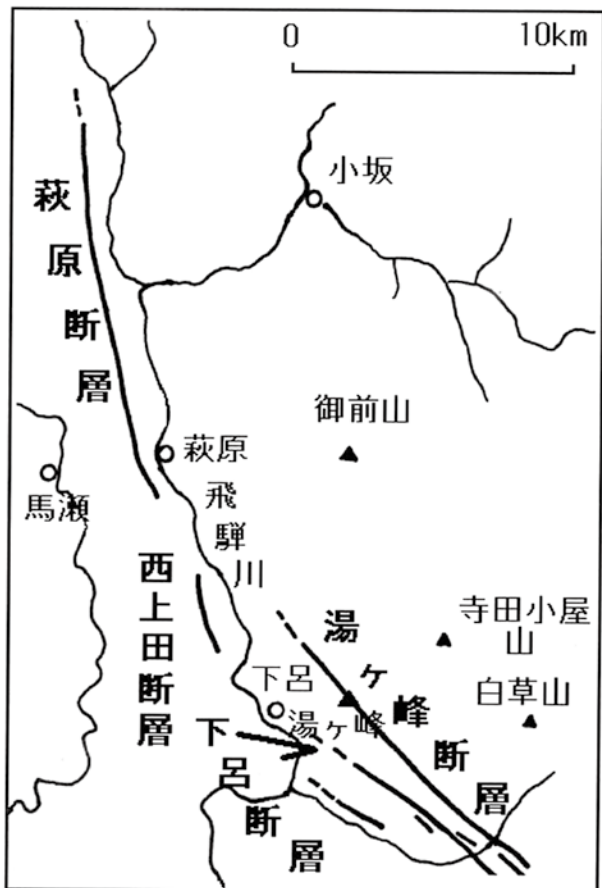 0 10km
小坂
萩原断層
御前山
萩原
馬瀬
飛騨川
西上田断層
湯ヶ峰断層
寺田小屋
山
白草山
下呂
湯ヶ峰
下呂断層